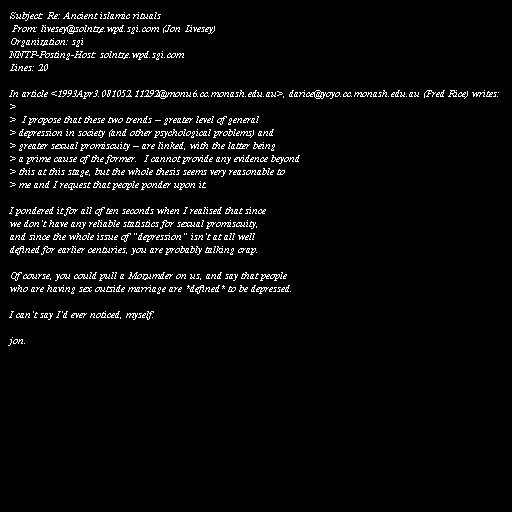 Subject: Re: Ancient islamic rituals
From: livesey@solntze.wpd.sgi.com (Jon Livesey)
Organization: sgi
NNTP-Posting-Host: solntze.wpd.sgi.com
Lines: 20

In article <1993Apr3.081052.11292@monu6.cc.monash.edu.au>, darice@yoyo.cc.monash.edu.au (Fred Rice) writes:
>
>  I propose that these two trends -- greater level of general
> depression in society (and other psychological problems) and
> greater sexual promiscuity -- are linked, with the latter being
> a prime cause of the former.  I cannot provide any evidence beyond
> this at this stage, but the whole thesis seems very reasonable to
> me and I request that people ponder upon it.

I pondered it for all of ten seconds when I realised that since
we don't have any reliable statistics for sexual promiscuity,
and since the whole issue of "depression" isn't at all well
defined for earlier centuries, you are probably talking crap.

Of course, you could pull a Mozumder on us, and say that people
who are having sex outside marriage are *defined* to be depressed.

I can't say I'd ever noticed, myself.

jon.